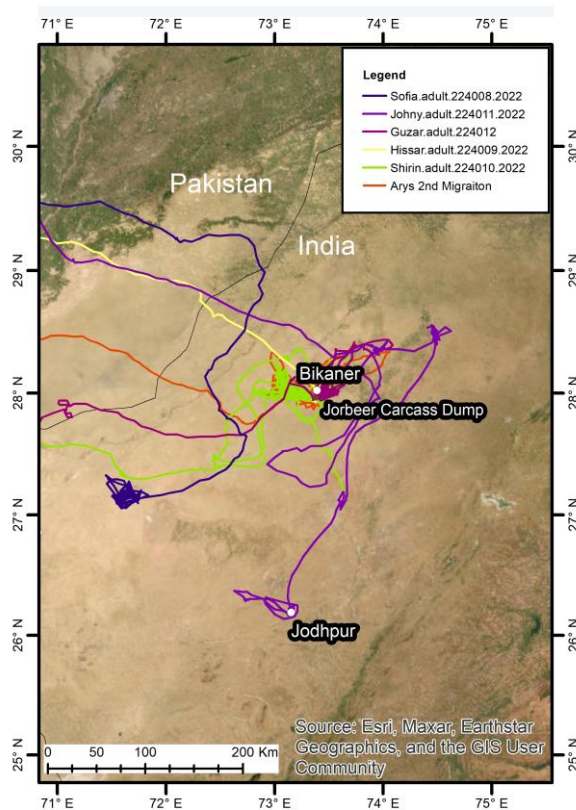 71° E
72° E
73° E
74° E
75° E
Legend
Sofia.adult.224008.2022
Johny.adult.224011.2022
Guzar.adult.224012
Hissar.adult.224009.2022
Shirin.adult.224010.2022
Arys 2nd Migraiton
30° N
30° N
Pakistan
India
29° N
29° N
Bikaner
28° N
28° N
Jorbeer Carcass Dump
27° N
27° N
26° N
26° N
Jodhpur
25° N
25° N
0 50 100 200 Km
Source: Esri, Maxar, Earthstar
Geographics, and the GIS User
Community
71° E
72° E
73° E
74° E
75° E